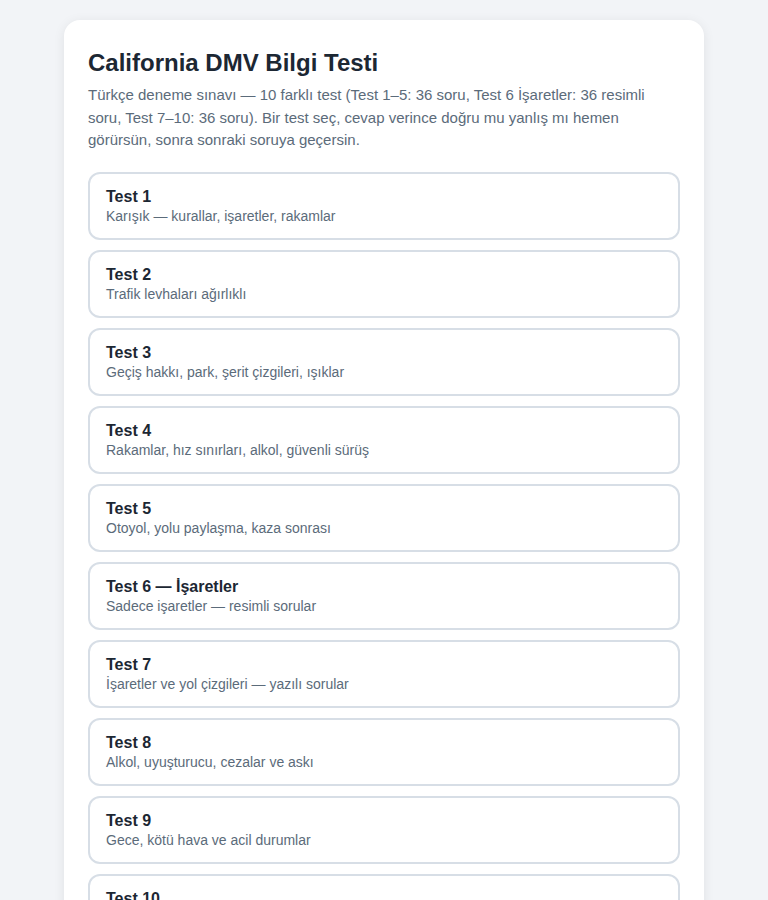 California DMV Bilgi Testi
Türkçe deneme sınavı — 10 farklı test (Test 1–5: 36 soru, Test 6 İşaretler: 36 resimli
soru, Test 7–10: 36 soru). Bir test seç, cevap verince doğru mu yanlış mı hemen
görürsün, sonra sonraki soruya geçersin.
Test 1
Karışık — kurallar, işaretler, rakamlar
Test 2
Trafik levhaları ağırlıklı
Test 3
Geçiş hakkı, park, şerit çizgileri, ışıklar
Test 4
Rakamlar, hız sınırları, alkol, güvenli sürüş
Test 5
Otoyol, yolu paylaşma, kaza sonrası
Test 6 — İşaretler
Sadece işaretler — resimli sorular
Test 7
İşaretler ve yol çizgileri — yazılı sorular
Test 8
Alkol, uyuşturucu, cezalar ve askı
Test 9
Gece, kötü hava ve acil durumlar
Test 10